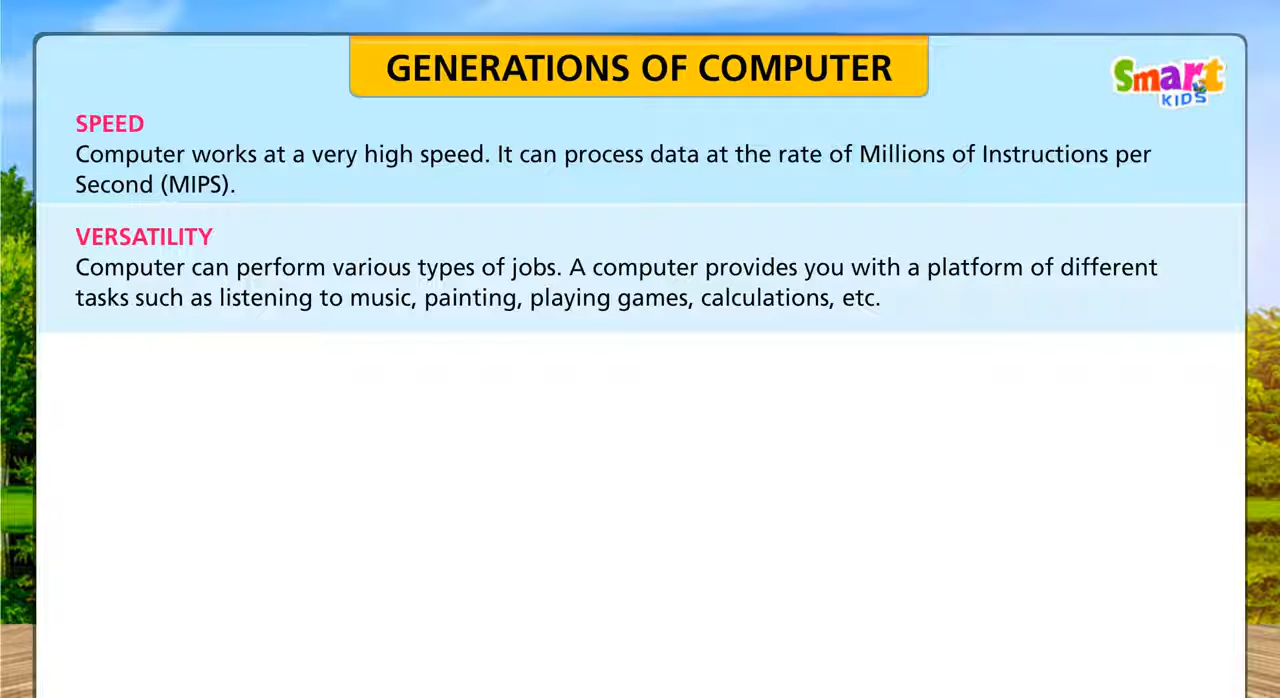 GENERATIONS OF COMPUTER
Smart
KIDS
SPEED
Computer works at a very high speed. It can process data at the rate of Millions of Instructions per
Second (MIPS).
VERSATILITY
Computer can perform various types of jobs. A computer provides you with a platform of different
tasks such as listening to music, painting, playing games, calculations, etc.